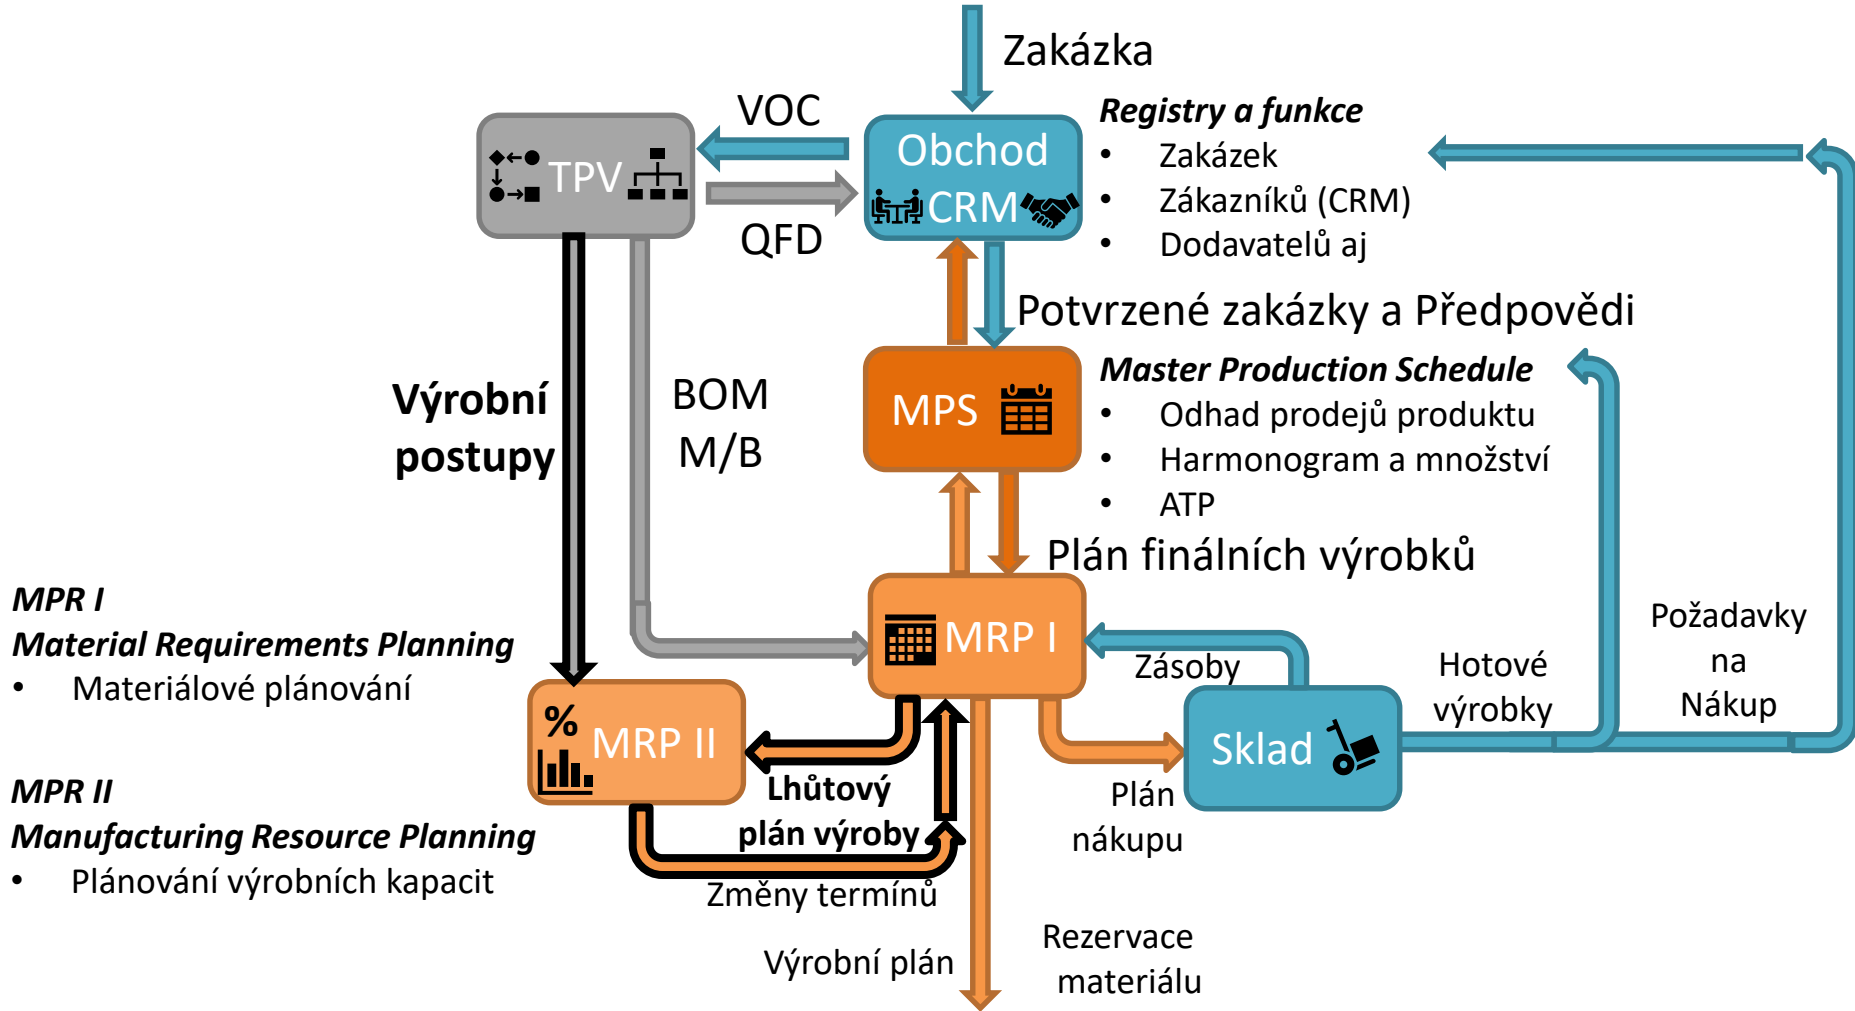 Zakázka
VOC
Registry a funkce
• Zakázek
• Zákazníků (CRM)
• Dodavatelů aj
Obchod
CRM
TPV
QFD
Potvrzené zakázky a Předpovědi
Master Production Schedule
• Odhad prodejů produktu
• Harmonogram a množství
• ATP
MPS
Výrobní
postupy
BOM
M/B
Plán finálních výrobků
MPR I
Material Requirements Planning
• Materiálové plánování
MRP I
Zásoby
Hotové
výrobky
Požadavky
na
Nákup
%
MRP II
Sklad
MPR II
Manufacturing Resource Planning
• Plánování výrobních kapacit
Lhůtový
plán výroby
Plán
nákupu
Změny termínů
Výrobní plán
Rezervace
materiálu